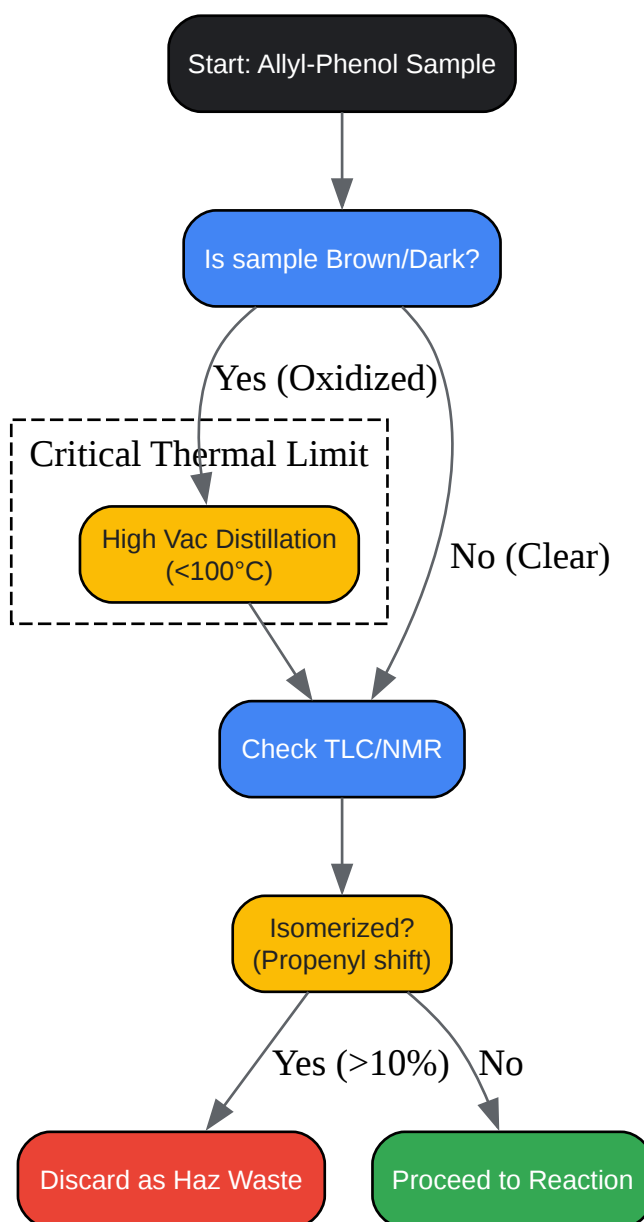 Start: Allyl-Phenol Sample
Is sample Brown/Dark?
Yes (Oxidized)
Critical Thermal Limit
High Vac Distillation
(<100°C)
No (Clear)
Check TLC/NMR
Isomerized?
(Propenyl shift)
Yes (>10%)
No
Discard as Haz Waste
Proceed to Reaction